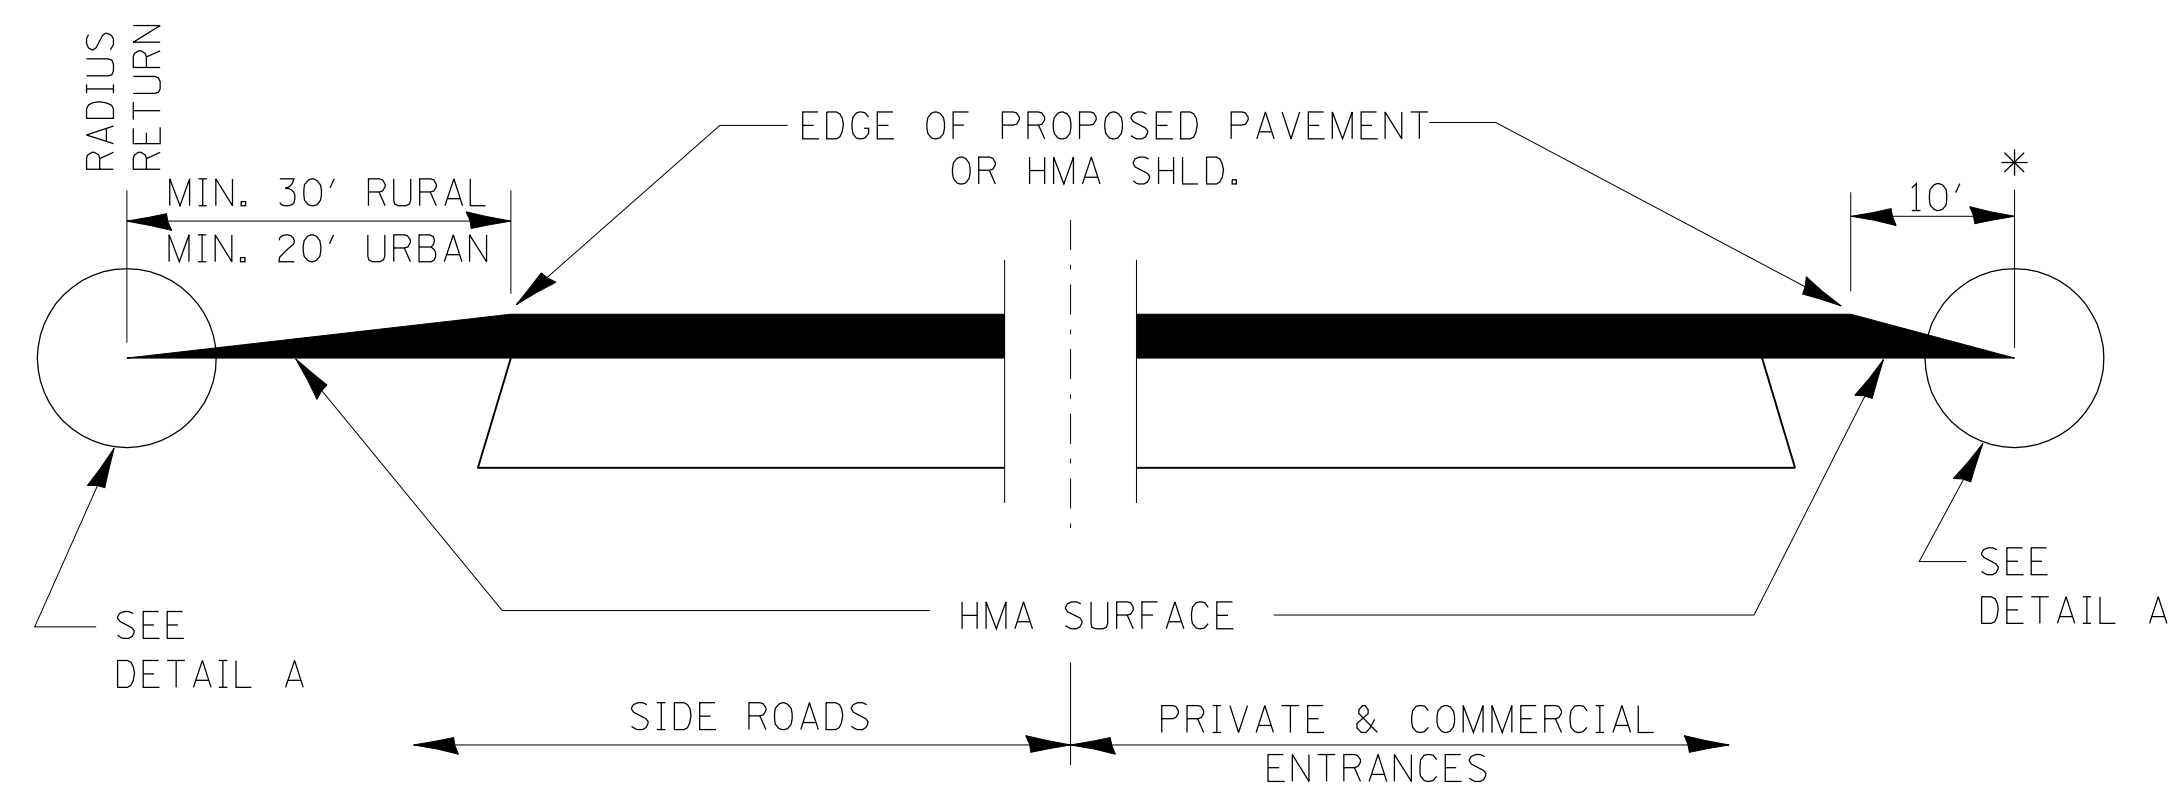 RADIUS
RETURN
MIN. 30' RURAL
MIN. 20' URBAN
EDGE OF PROPOSED PAVEMENT
OR HMA SHLD.
10'
*
SEE
DETAIL A
HMA SURFACE
SEE
DETAIL A
SIDE ROADS
PRIVATE & COMMERCIAL
ENTRANCES